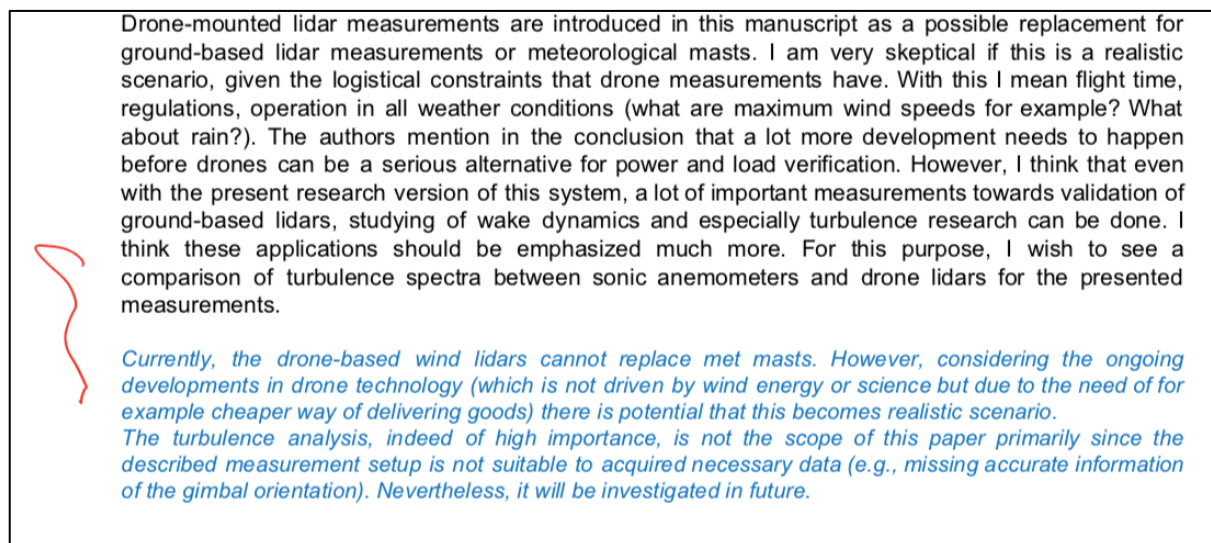 Drone-mounted lidar measurements are introduced in this manuscript as a possible replacement for
ground-based lidar measurements or meteorological masts. I am very skeptical if this is a realistic
scenario, given the logistical constraints that drone measurements have. With this I mean flight time,
regulations, operation in all weather conditions (what are maximum wind speeds for example? What
about rain?). The authors mention in the conclusion that a lot more development needs to happen
before drones can be a serious alternative for power and load verification. However, I think that even
with the present research version of this system, a lot of important measurements towards validation of
ground-based lidars, studying of wake dynamics and especially turbulence research can be done. I
think these applications should be emphasized much more. For this purpose, I wish to see a
comparison of turbulence spectra between sonic anemometers and drone lidars for the presented
measurements.
Currently, the drone-based wind lidars cannot replace met masts. However, considering the ongoing
developments in drone technology (which is not driven by wind energy or science but due to the need of for
example cheaper way of delivering goods) there is potential that this becomes realistic scenario.
The turbulence analysis, indeed of high importance, is not the scope of this paper primarily since the
described measurement setup is not suitable to acquired necessary data (e.g., missing accurate information
of the gimbal orientation). Nevertheless, it will be investigated in future.